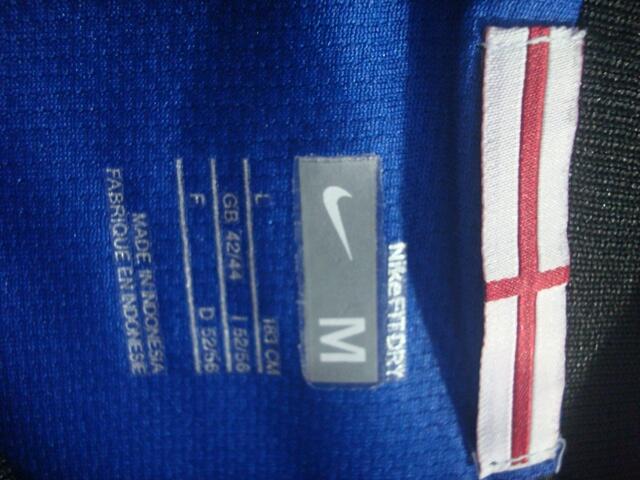 NIKE FIT DRY
M
L 183 CM
GB 42/44 I 52/56
F D 52/56
MADE IN INDONESIA
FABRIQUE EN INDONESIE